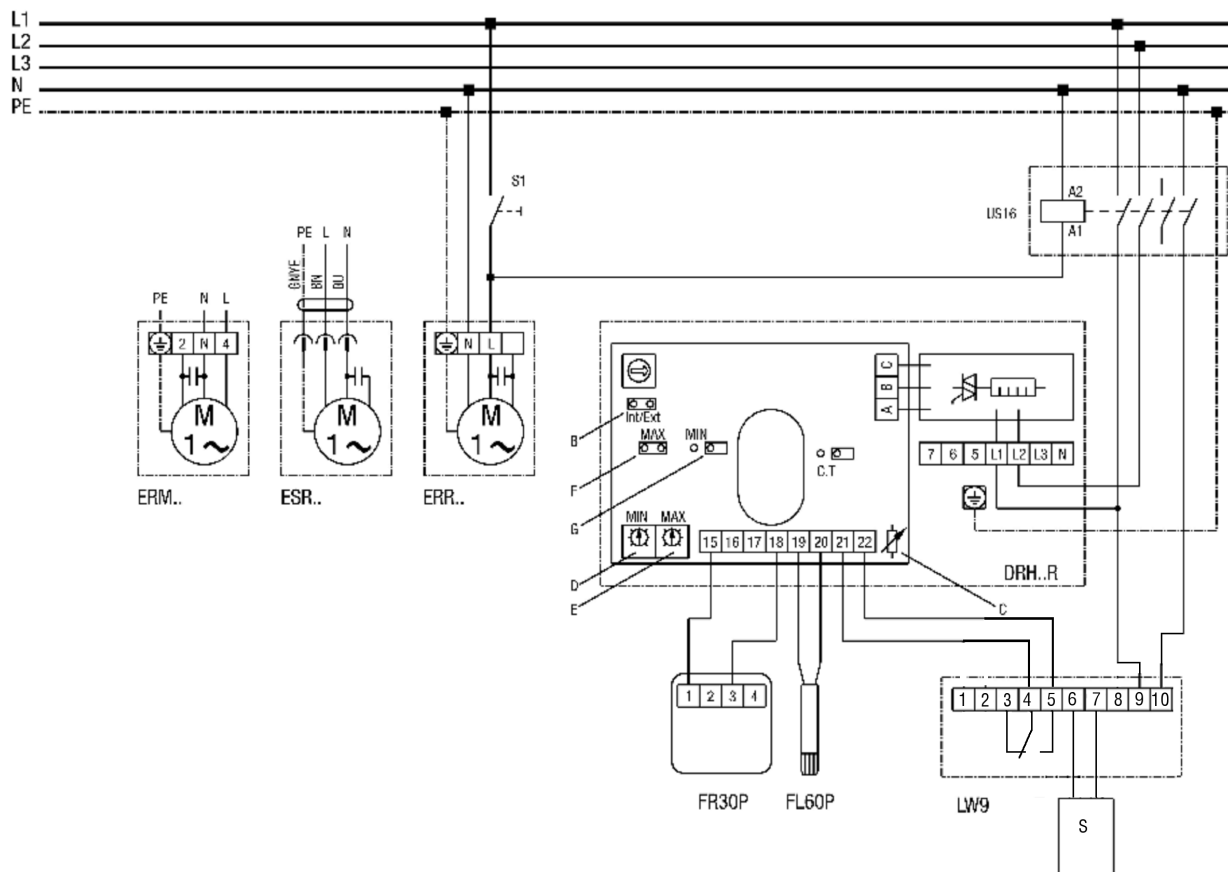 L1
L2
L3
N
PE
S1
US16
A2
A1
PE L N
GNYE BN BU
PE N L
2 N 4
M
1
ERM..
M
1
ESR..
N L
M
1
ERR..
Int/Ext
B
MAX MIN
F
G
C.T
C
B
A
7 6 5 L1 L2 L3 N
MIN MAX
15 16 17 18 19 20 21 22
D
E
C
DRH..R
1 2 3 4
FR30P
FL60P
1 2 3 4 5 6 7 8 9 10
LW9
S